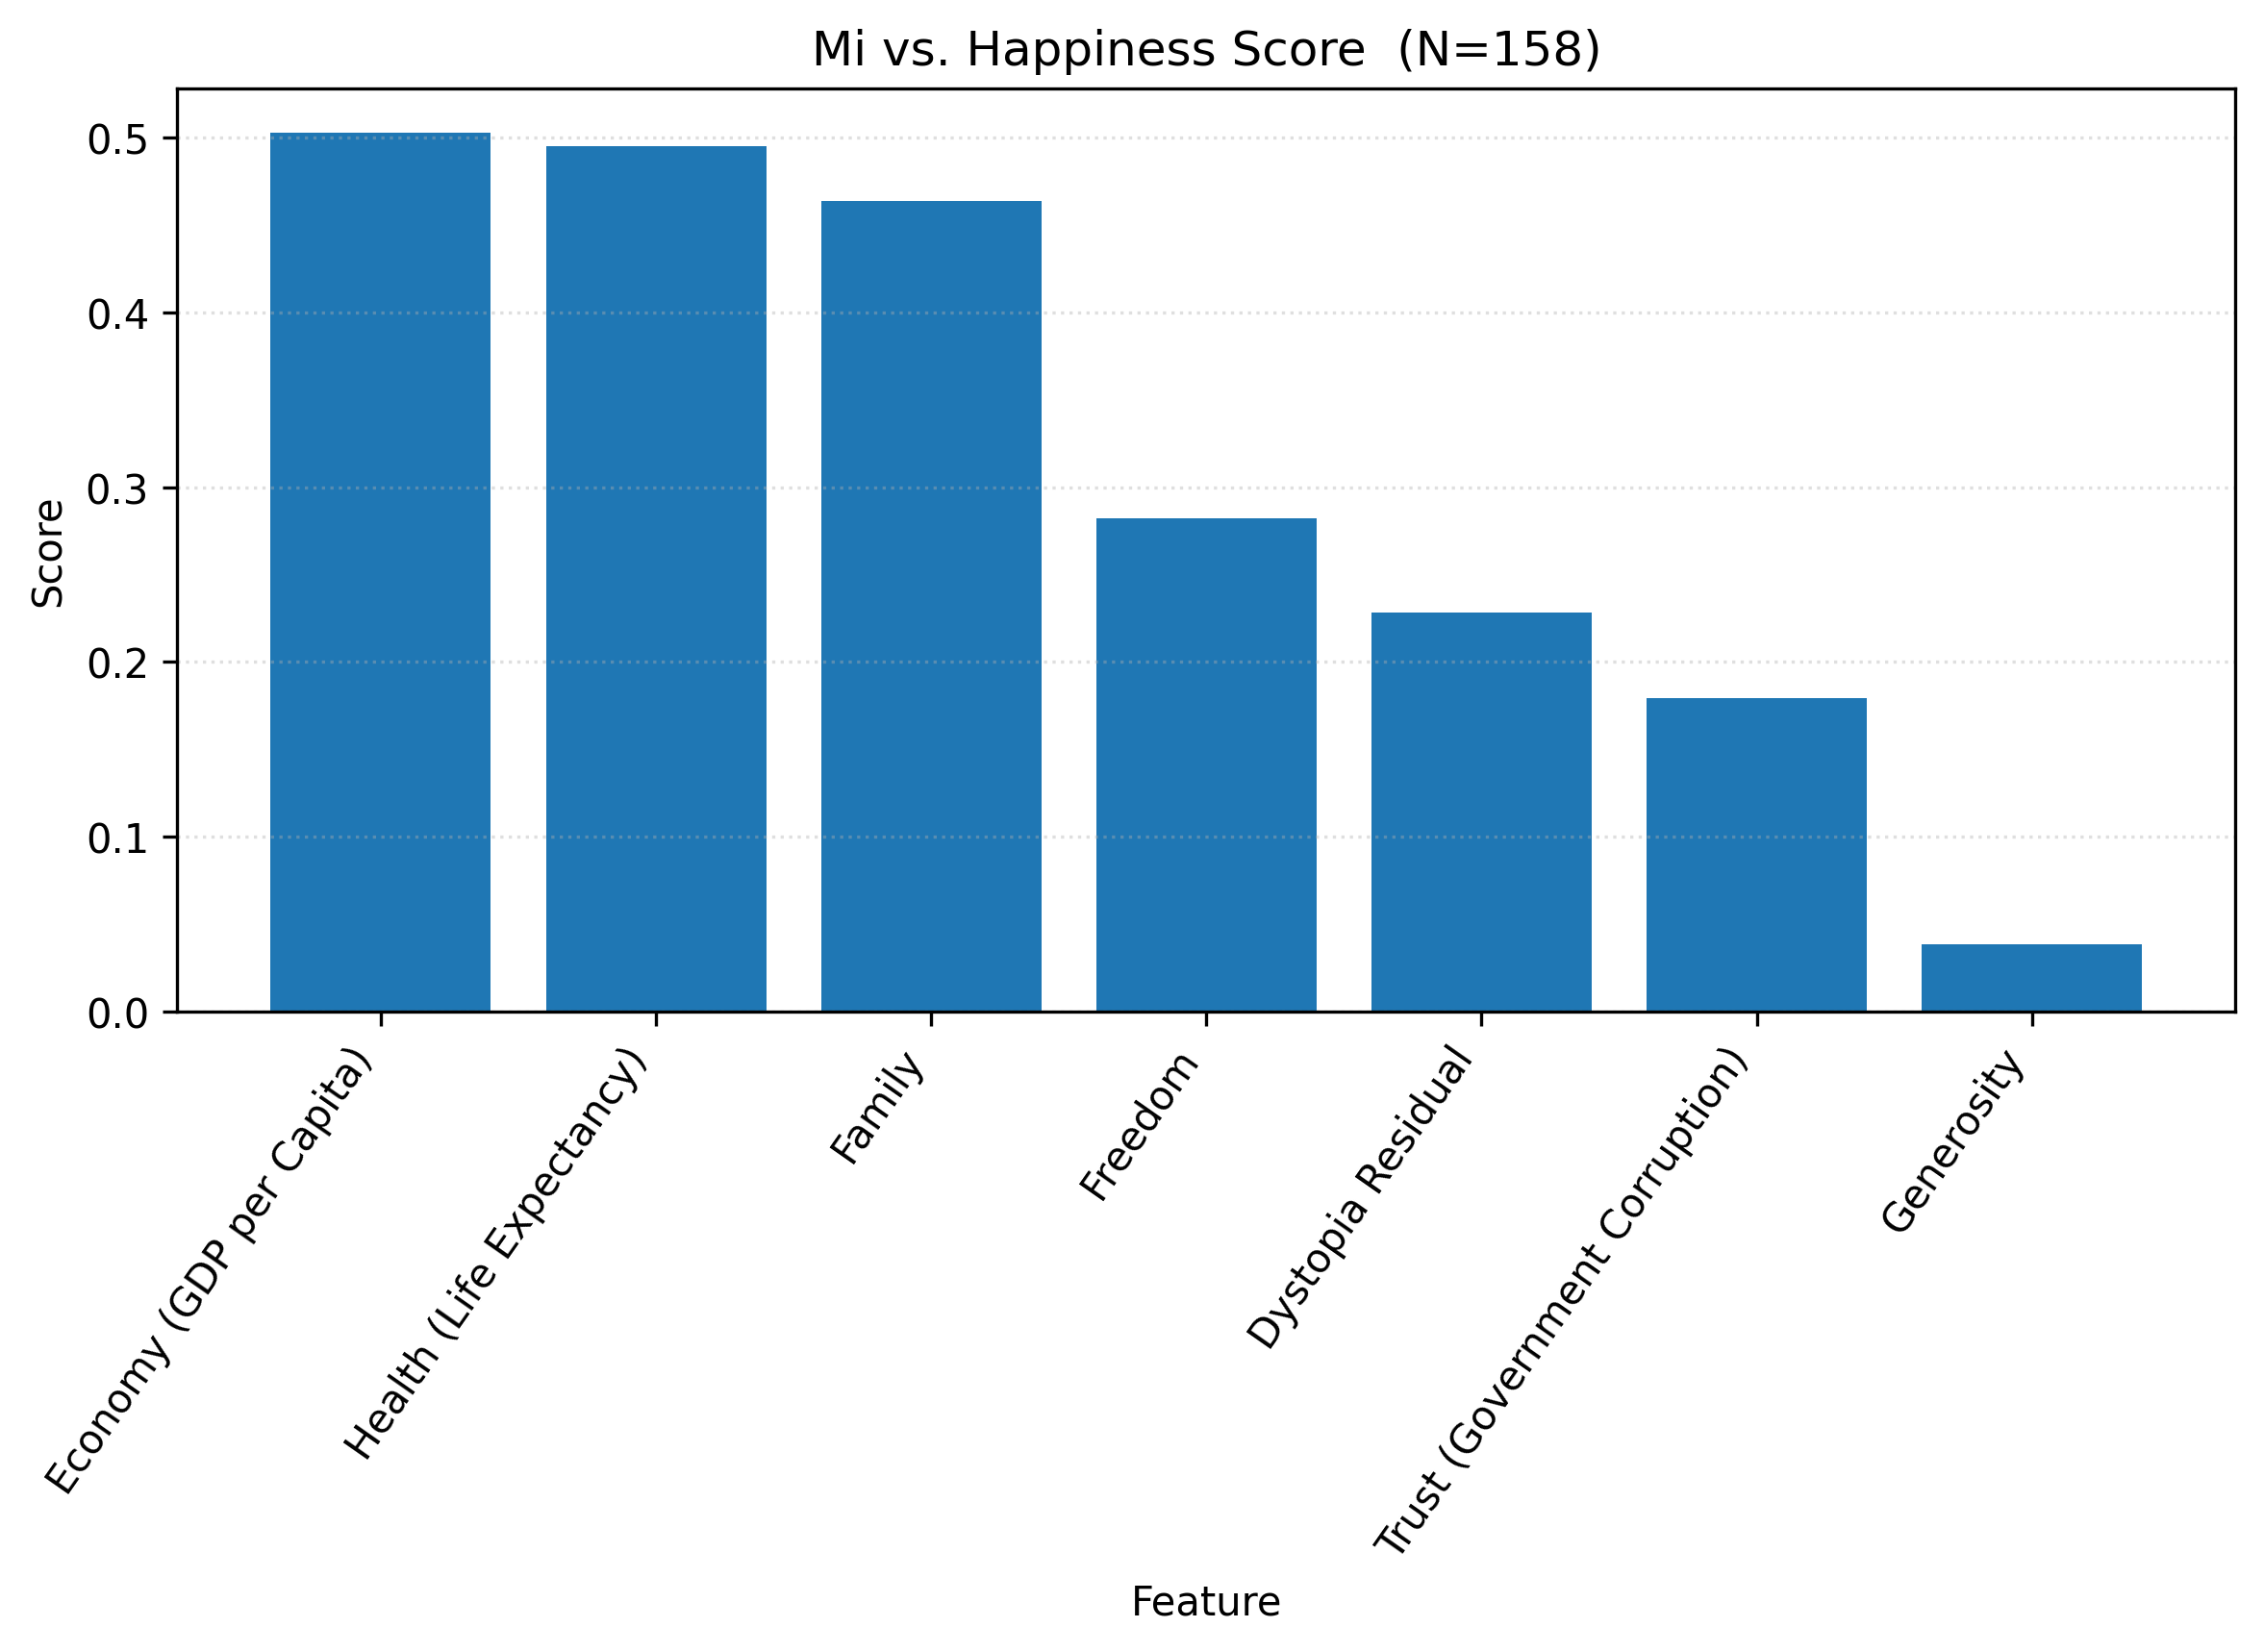 Mi vs. Happiness Score  (N=158)
Score
0.5
0.4
0.3
0.2
0.1
0.0
Economy (GDP per Capita)
Health (Life Expectancy)
Family
Freedom
Dystopia Residual
Trust (Government Corruption)
Generosity
Feature